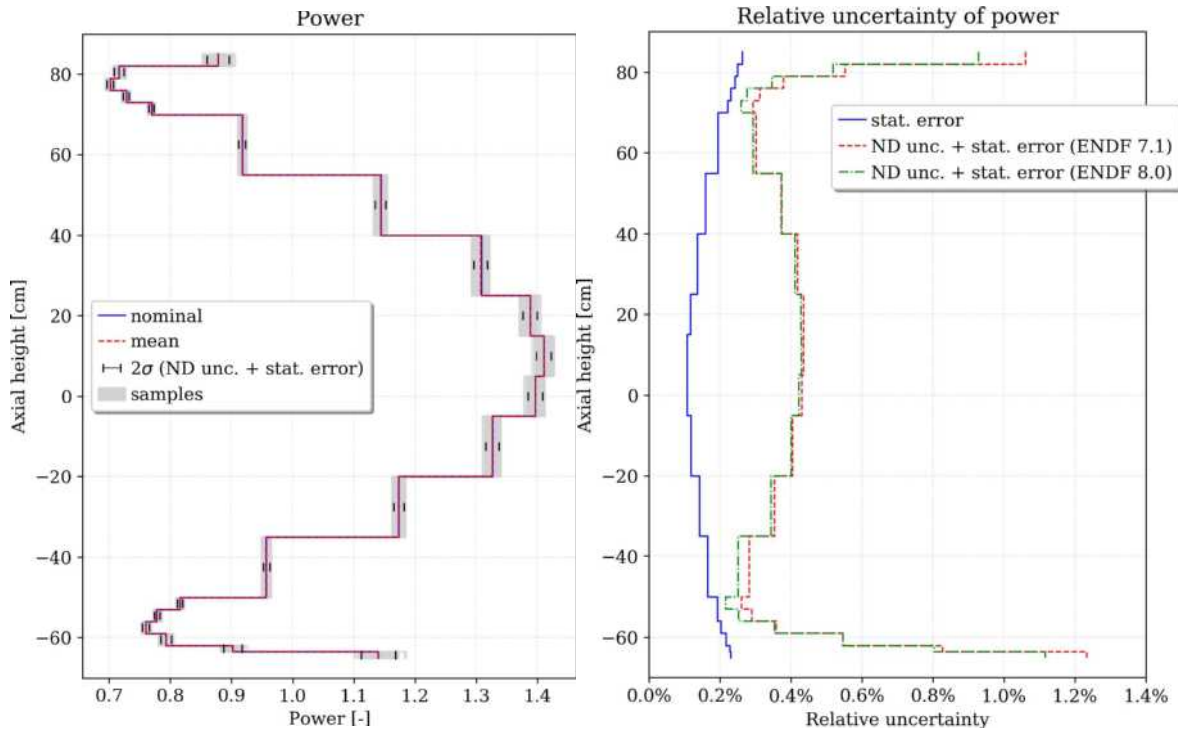 Power
Axial height [cm]
80
60
40
20
0
−20
−40
−60
nominal
mean
2σ (ND unc. + stat. error)
samples
0.7 0.8 0.9 1.0 1.1 1.2 1.3 1.4
Power [-]
Relative uncertainty of power
Axial height [cm]
80
60
40
20
0
−20
−40
−60
stat. error
ND unc. + stat. error (ENDF 7.1)
ND unc. + stat. error (ENDF 8.0)
0.0% 0.2% 0.4% 0.6% 0.8% 1.0% 1.2% 1.4%
Relative uncertainty